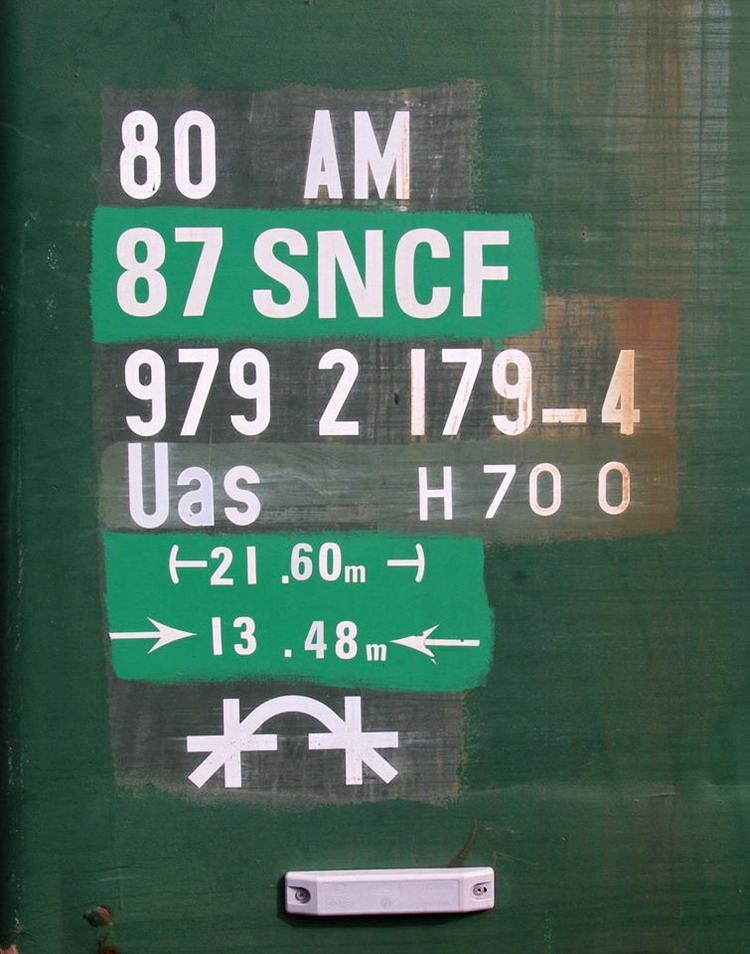 80 AM
87 SNCF
979 2 179-4
Uas H 70 0
21.60m
13.48m